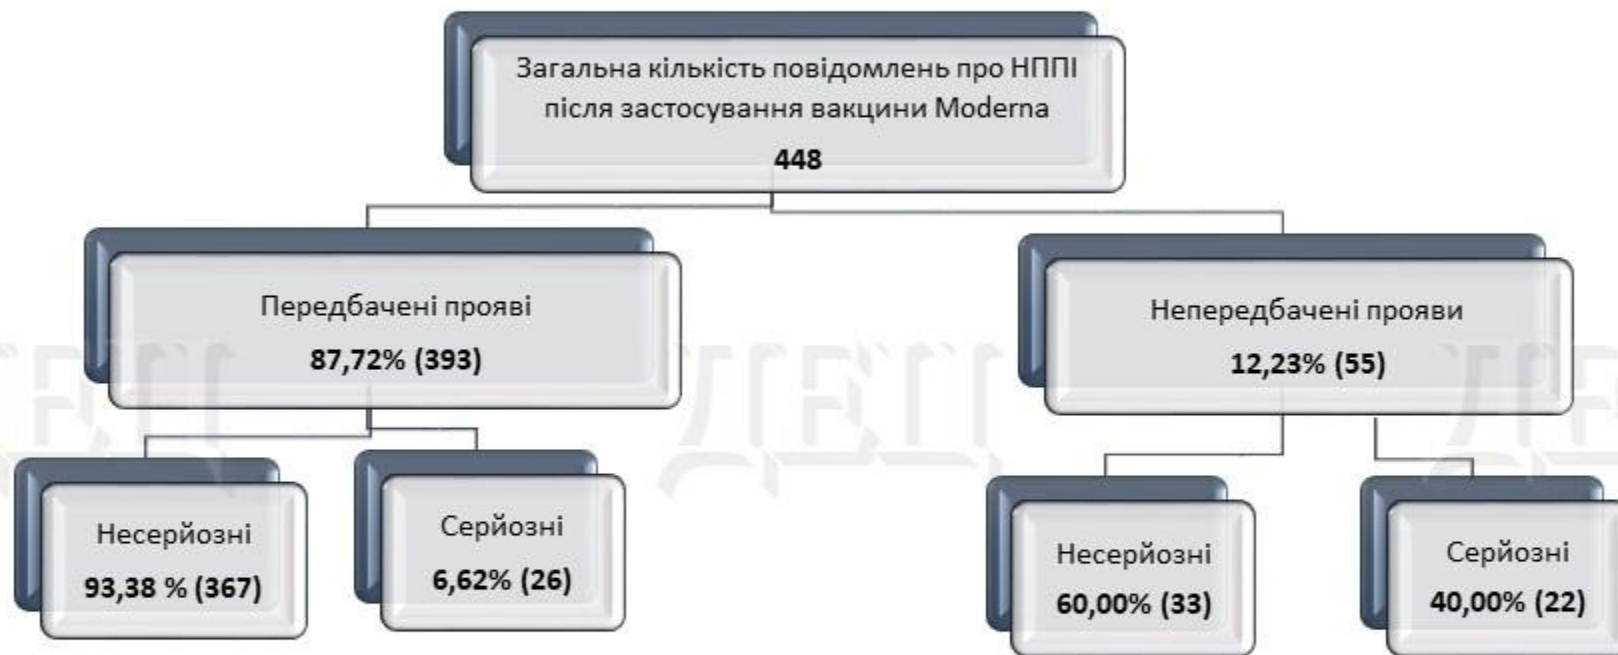 Загальна кількість повідомлень про НППІ
після застосування вакцини Moderna
448
Передбачені прояві
87,72% (393)
Непередбачені прояви
12,23% (55)
Несерйозні
93,38 % (367)
Серйозні
6,62% (26)
Несерйозні
60,00% (33)
Серйозні
40,00% (22)
ДЕЦ